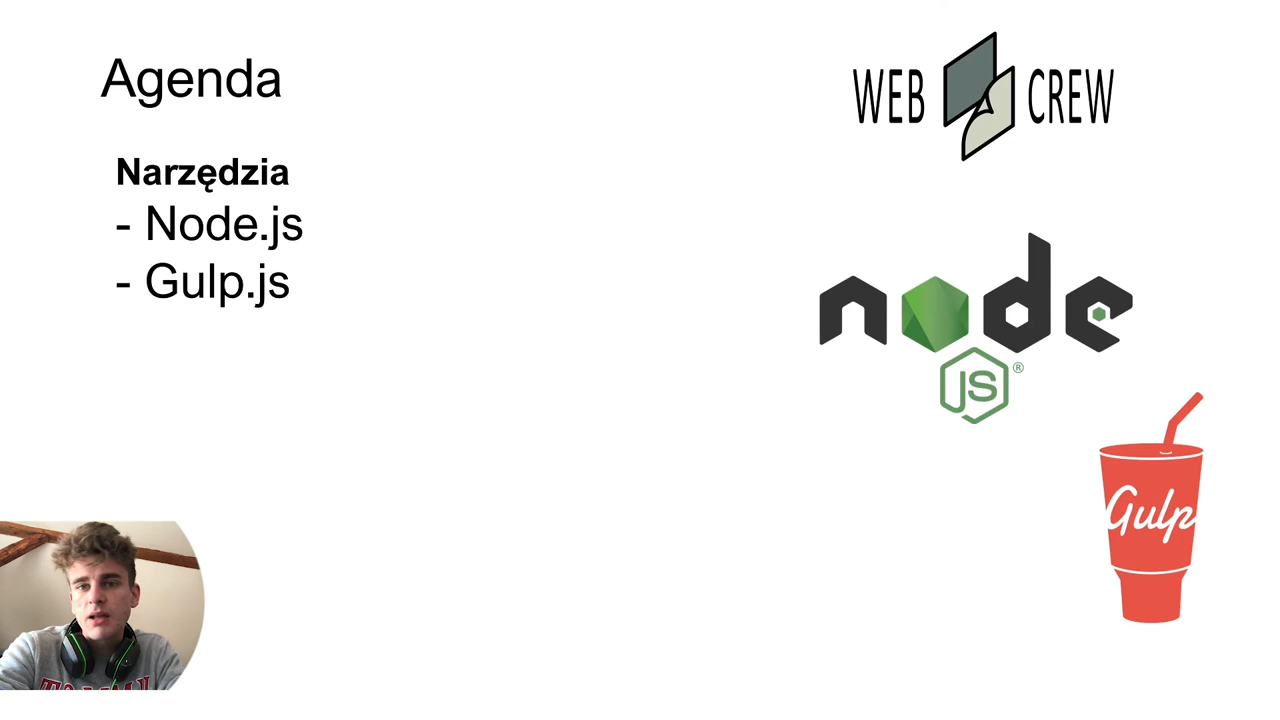 Agenda
WEB CREW
Narzędzia
- Node.js
- Gulp.js
node
JS ®
Gulp